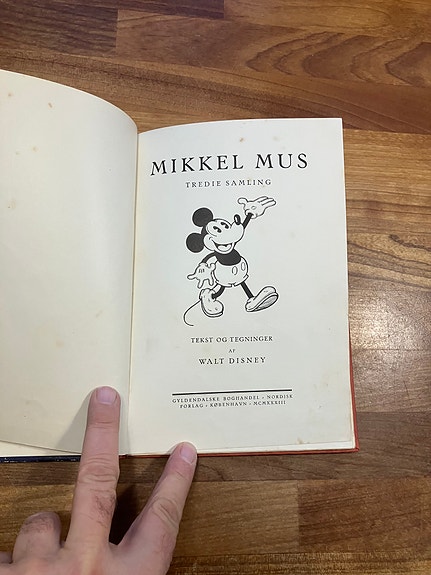 MIKKEL MUS
TREDIE SAMLING
TEKST OG TEGNINGER
AF
WALT DISNEY
GYLDENDALSKE BOGHANDEL · NORDISK
FORLAG · KØBENHAVN · MCMXXXIII